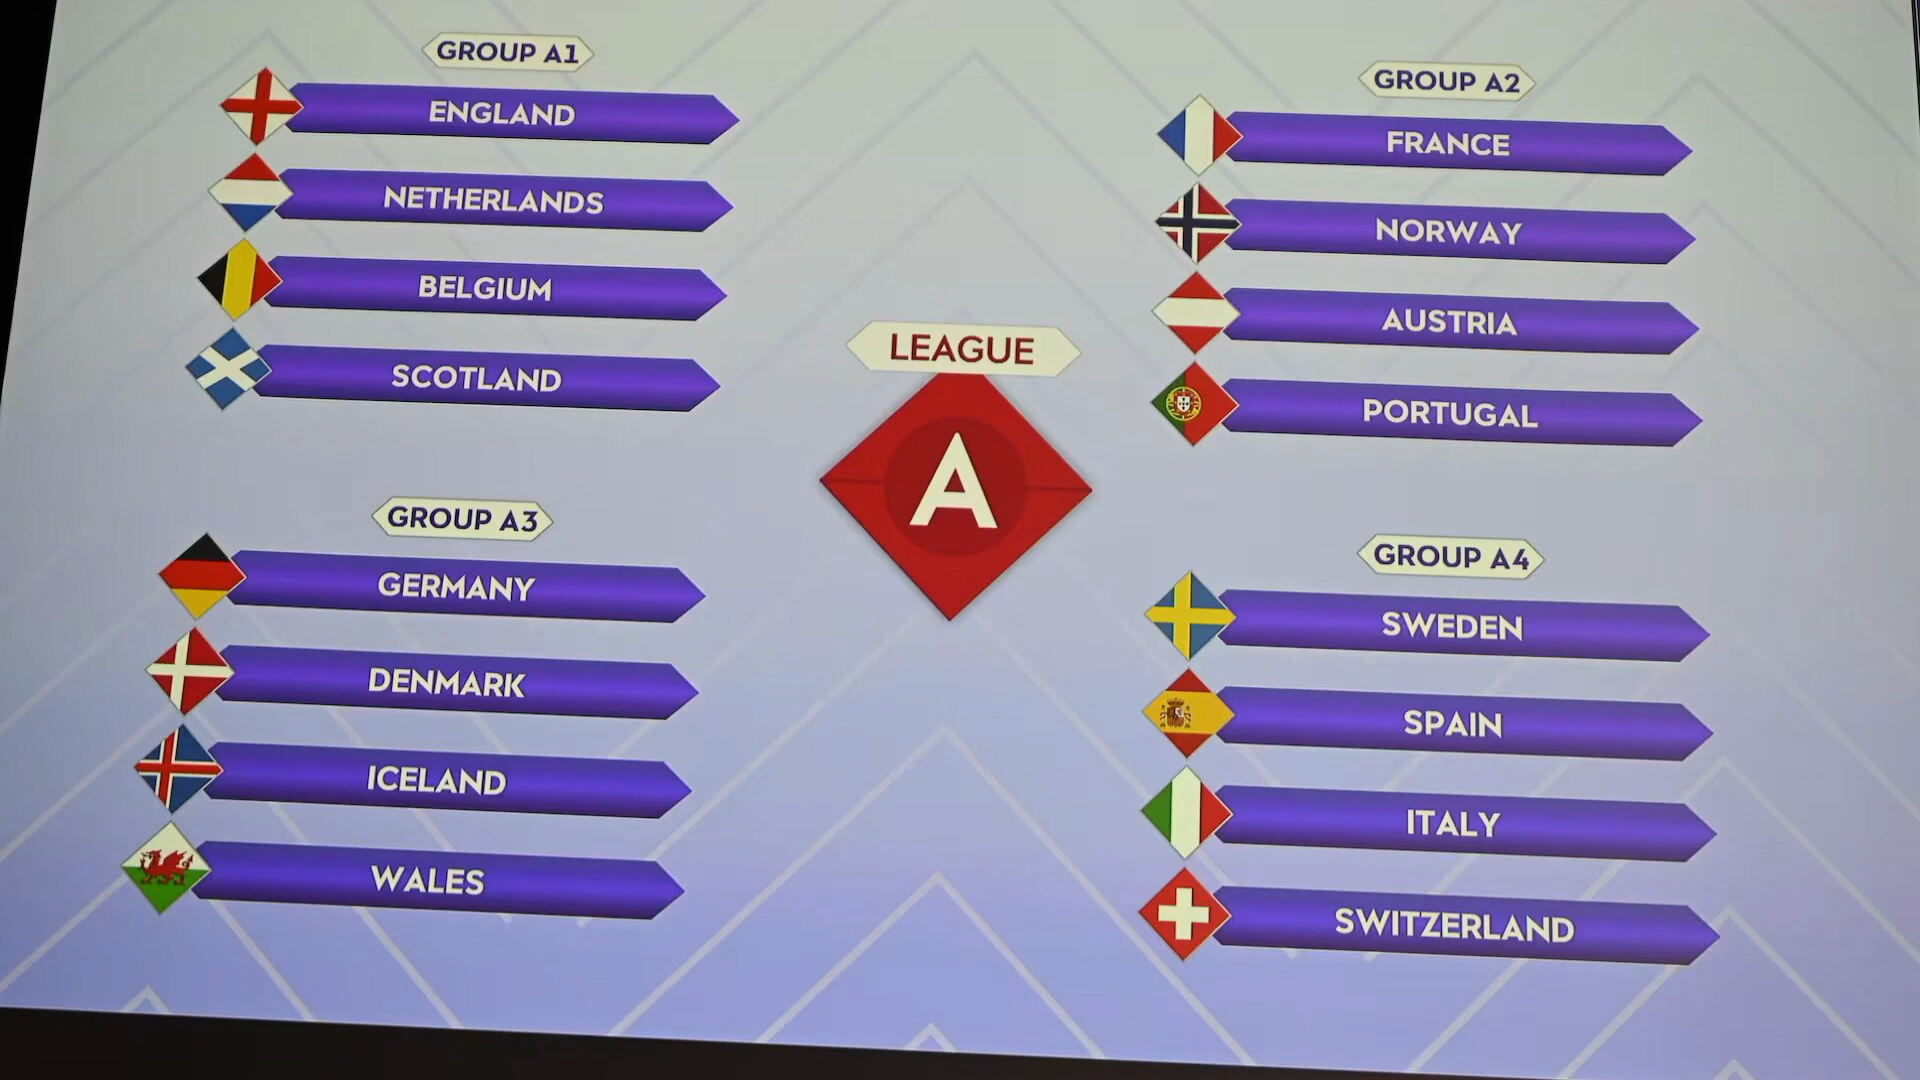 GROUP A1
ENGLAND
NETHERLANDS
BELGIUM
SCOTLAND
GROUP A2
FRANCE
NORWAY
AUSTRIA
PORTUGAL
LEAGUE
A
GROUP A3
GERMANY
DENMARK
ICELAND
WALES
GROUP A4
SWEDEN
SPAIN
ITALY
SWITZERLAND